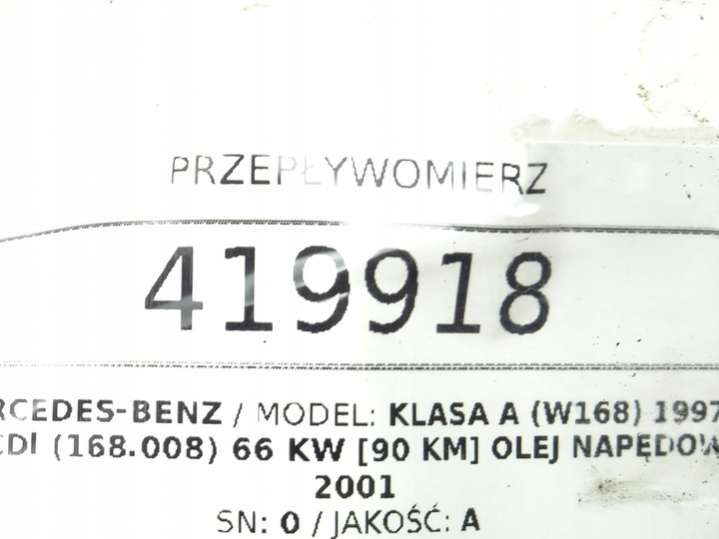 PRZEPŁYWOMIERZ
419918
RCEDES-BENZ / MODEL: KLASA A (W168) 1997
CDI (168.008) 66 KW [90 KM] OLEJ NAPĘDOW
2001
SN: 0 / JAKOŚĆ: A